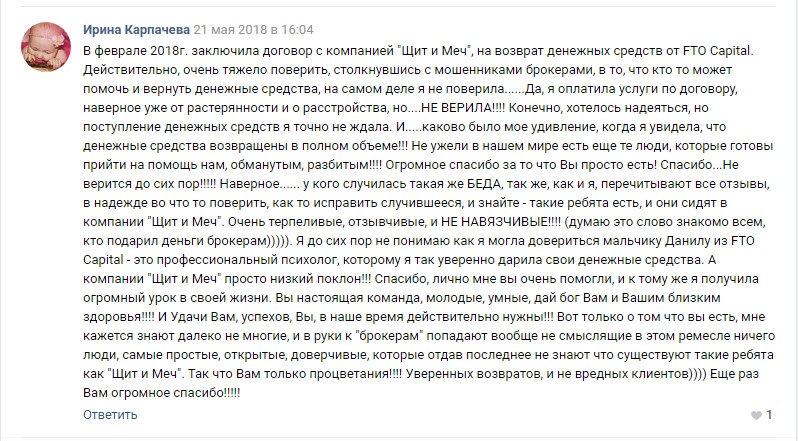 Ирина Карпачева 21 мая 2018 в 16:04
В феврале 2018г. заключила договор с компанией "Щит и Меч", на возврат денежных средств от FTO Capital.
Действительно, очень тяжело поверить, столкнувшись с мошенниками брокерами, в то, что кто то может
помочь и вернуть денежные средства, на самом деле я не поверила......Да, я оплатила услуги по договору,
наверное уже от растерянности и о расстройства, но....НЕ ВЕРИЛА!!!! Конечно, хотелось надеяться, но
поступление денежных средств я точно не ждала. И.....каково было мое удивление, когда я увидела, что
денежные средства возвращены в полном объеме!!! Не ужели в нашем мире есть еще те люди, которые готовы
прийти на помощь нам, обманутым, разбитым!!!! Огромное спасибо за то что Вы просто есть! Спасибо...Не
верится до сих пор!!!!! Наверное...... у кого случилась такая же БЕДА, так же, как и я, перечитывают все отзывы,
в надежде во что то поверить, как то исправить случившееся, и знайте - такие ребята есть, и они сидят в
компании "Щит и Меч". Очень терпеливые, отзывчивые, и НЕ НАВЯЗЧИВЫЕ!!!! (думаю это слово знакомо всем,
кто подарил деньги брокерам))))). Я до сих пор не понимаю как я могла довериться мальчику Данилу из FTO
Capital - это профессиональный психолог, которому я так уверенно дарила свои денежные средства. А
компании "Щит и Меч" просто низкий поклон!!! Спасибо, лично мне вы очень помогли, и к тому же я получила
огромный урок в своей жизни. Вы настоящая команда, молодые, умные, дай бог Вам и Вашим близким
здоровья!!!! И Удачи Вам, успехов, Вы, в наше время действительно нужны!!! Вот только о том что вы есть, мне
кажется знают далеко не многие, и в руки к "брокерам" попадают вообще не смыслящие в этом ремесле ничего
люди, самые простые, открытые, доверчивые, которые отдав последнее не знают что существуют такие ребята
как "Щит и Меч". Так что Вам только процветания!!!! Уверенных возвратов, и не вредных клиентов)))) Еще раз
Вам огромное спасибо!!!!!
Ответить 1